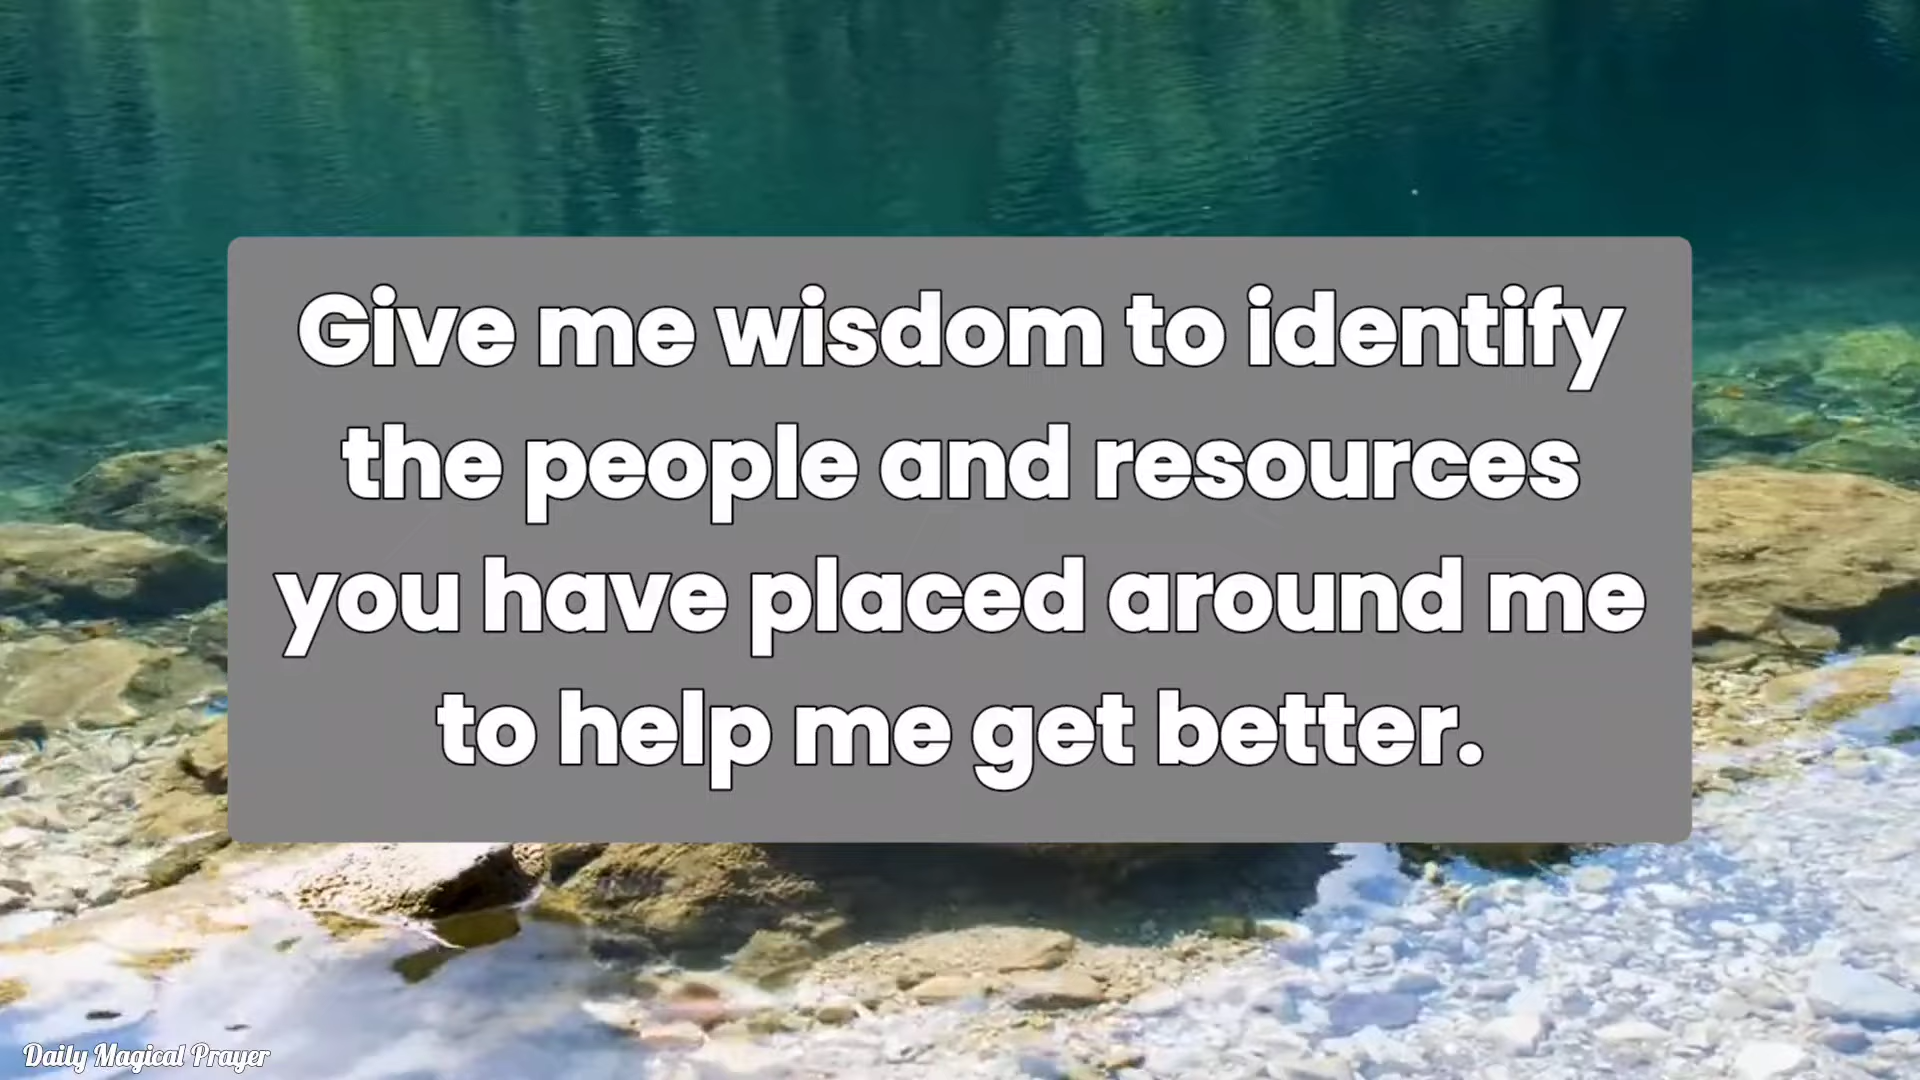 Give me wisdom to identify
the people and resources
you have placed around me
to help me get better.
Daily Magical Prayer